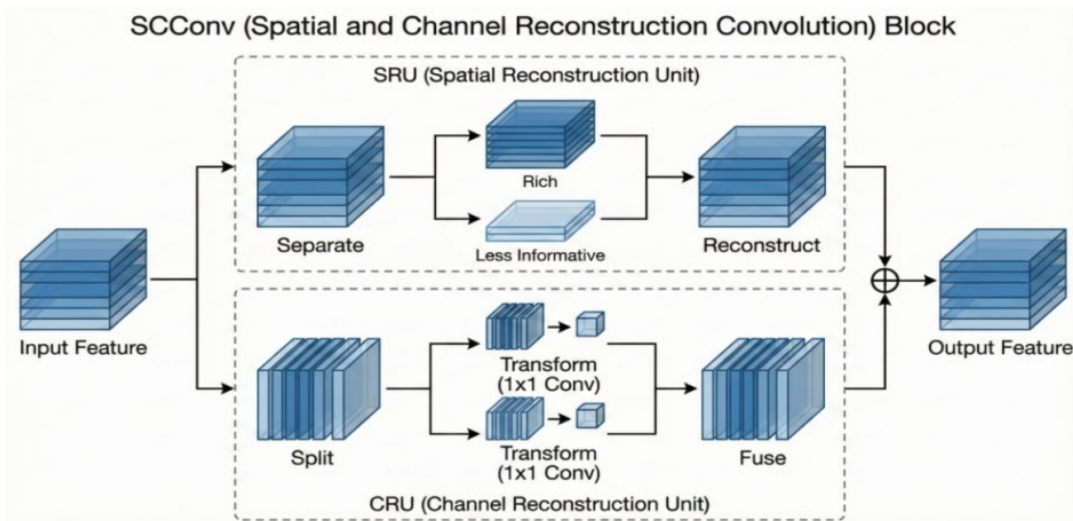 SCConv (Spatial and Channel Reconstruction Convolution) Block
SRU (Spatial Reconstruction Unit)
Rich
Separate
Less Informative
Reconstruct
Input Feature
Output Feature
Transform
(1x1 Conv)
Transform
(1x1 Conv)
Split
Fuse
CRU (Channel Reconstruction Unit)